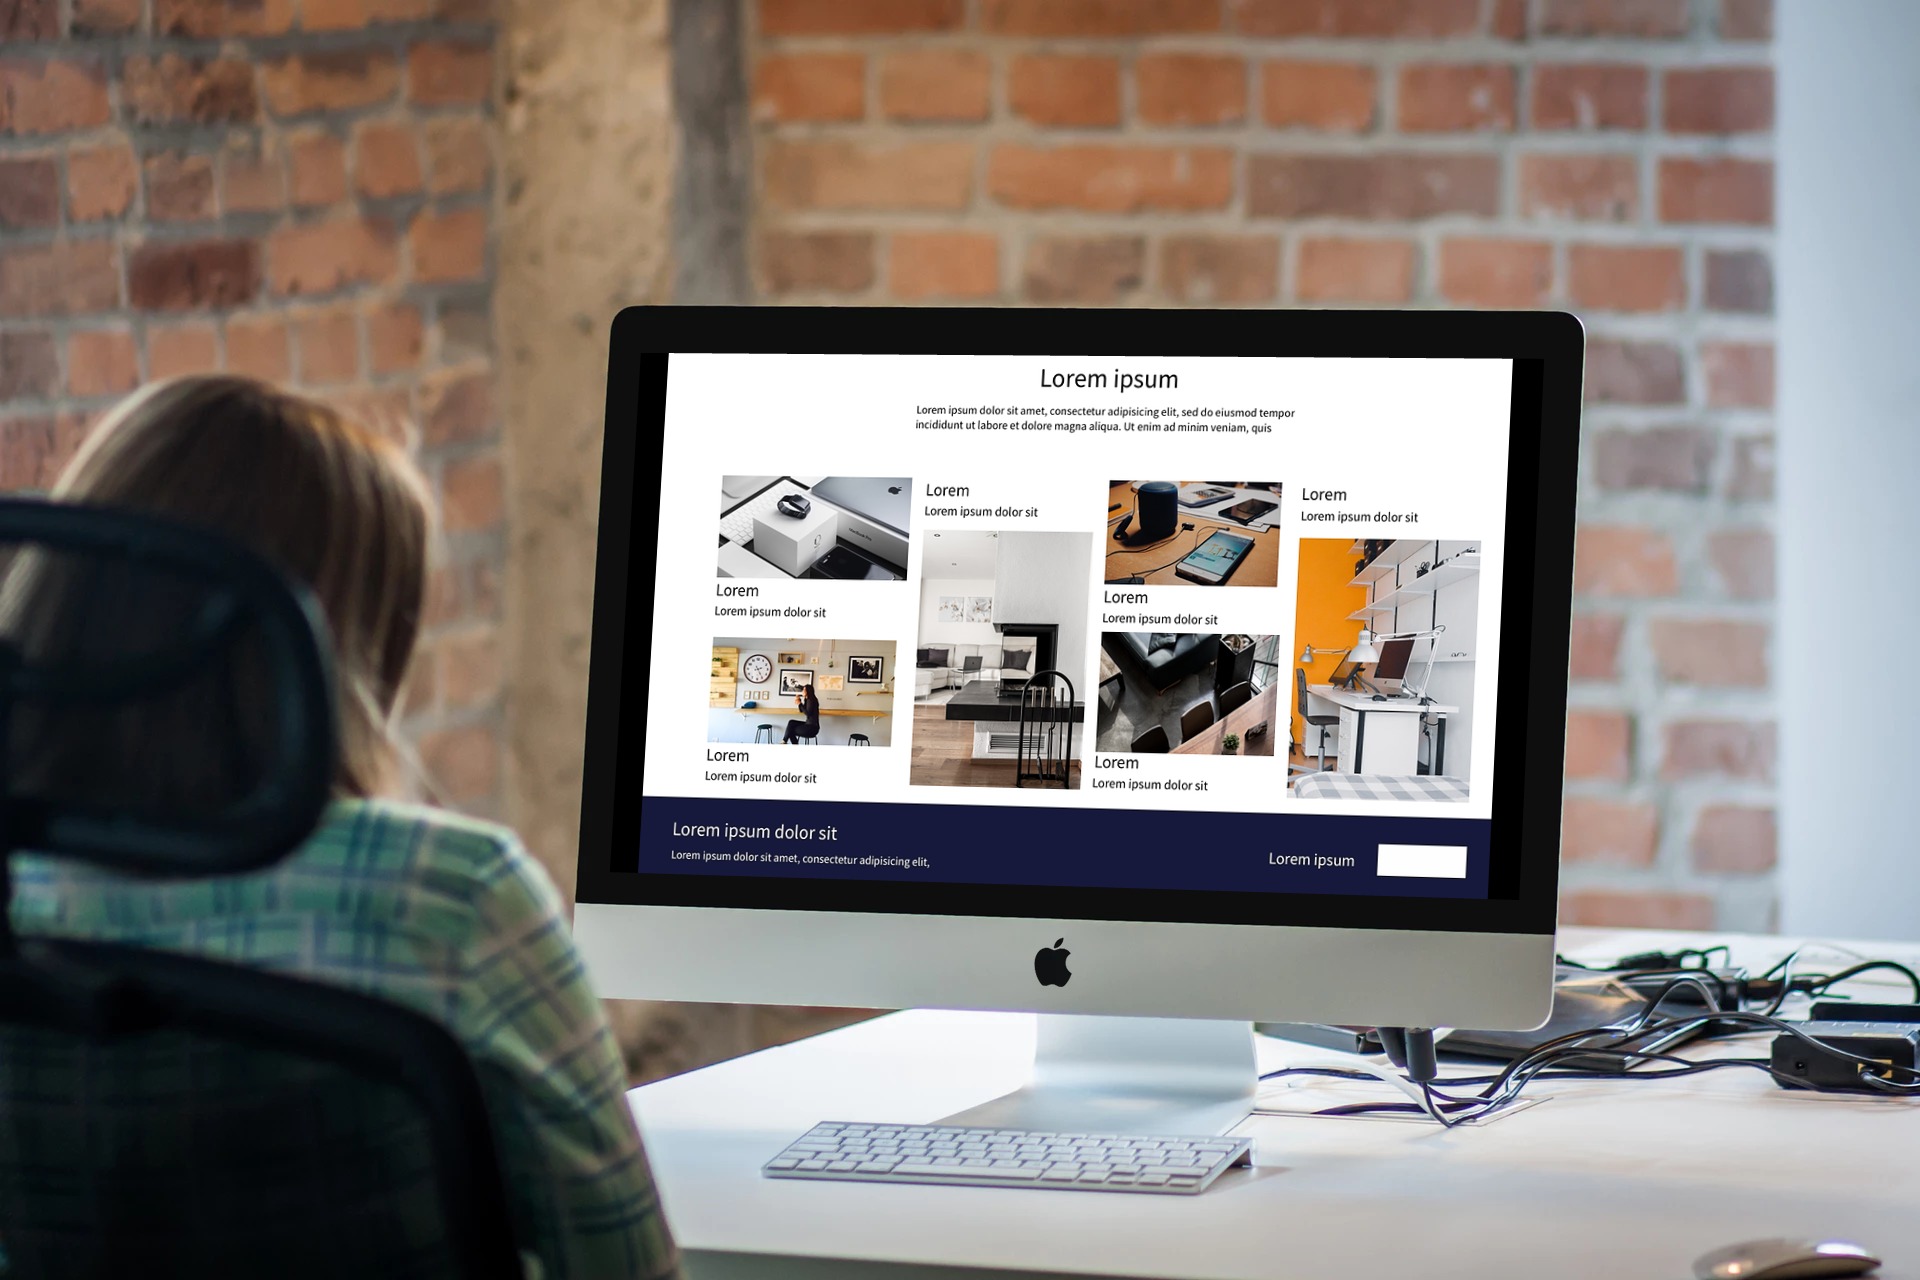 Lorem ipsum
Lorem ipsum dolor sit amet, consectetur adipisicing elit, sed do eiusmod tempor
incididunt ut labore et dolore magna aliqua. Ut enim ad minim veniam, quis
Lorem
Lorem ipsum dolor sit
Lorem
Lorem ipsum dolor sit
Lorem
Lorem ipsum dolor sit
Lorem
Lorem ipsum dolor sit
Lorem
Lorem ipsum dolor sit
Lorem
Lorem ipsum dolor sit
Lorem ipsum dolor sit
Lorem ipsum dolor sit amet, consectetur adipisicing elit,
Lorem ipsum